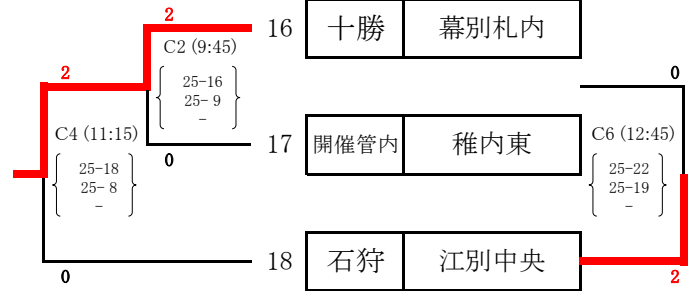 2
16 十勝 幕別札内
C2 (9:45)
2
0
25-16
25- 9
-
C4 (11:15)
17 開催管内 稚内東
C6 (12:45)
0
25-18
25- 8
-
25-22
25-19
-
18 石狩 江別中央
0
2